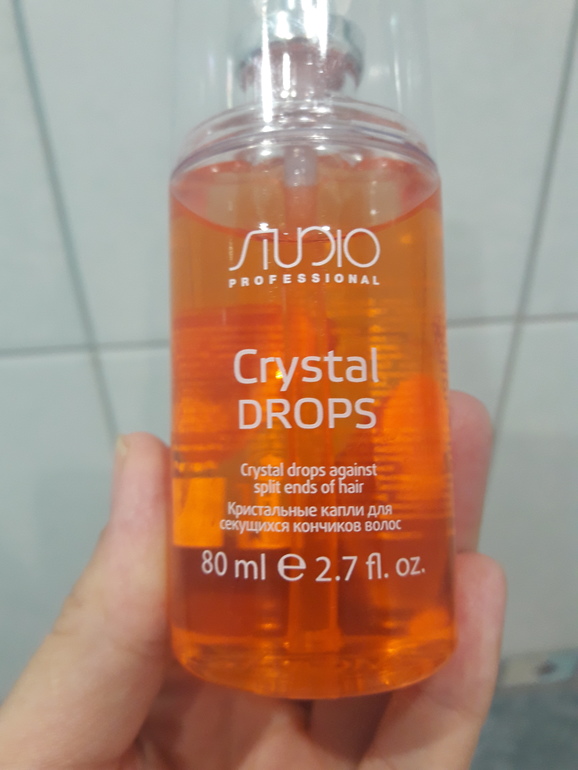 STUDIO
PROFESSIONAL
Crystal
DROPS
Crystal drops against
split ends of hair
Кристальные капли для
секущихся кончиков волос
80 ml e 2.7 fl. oz.